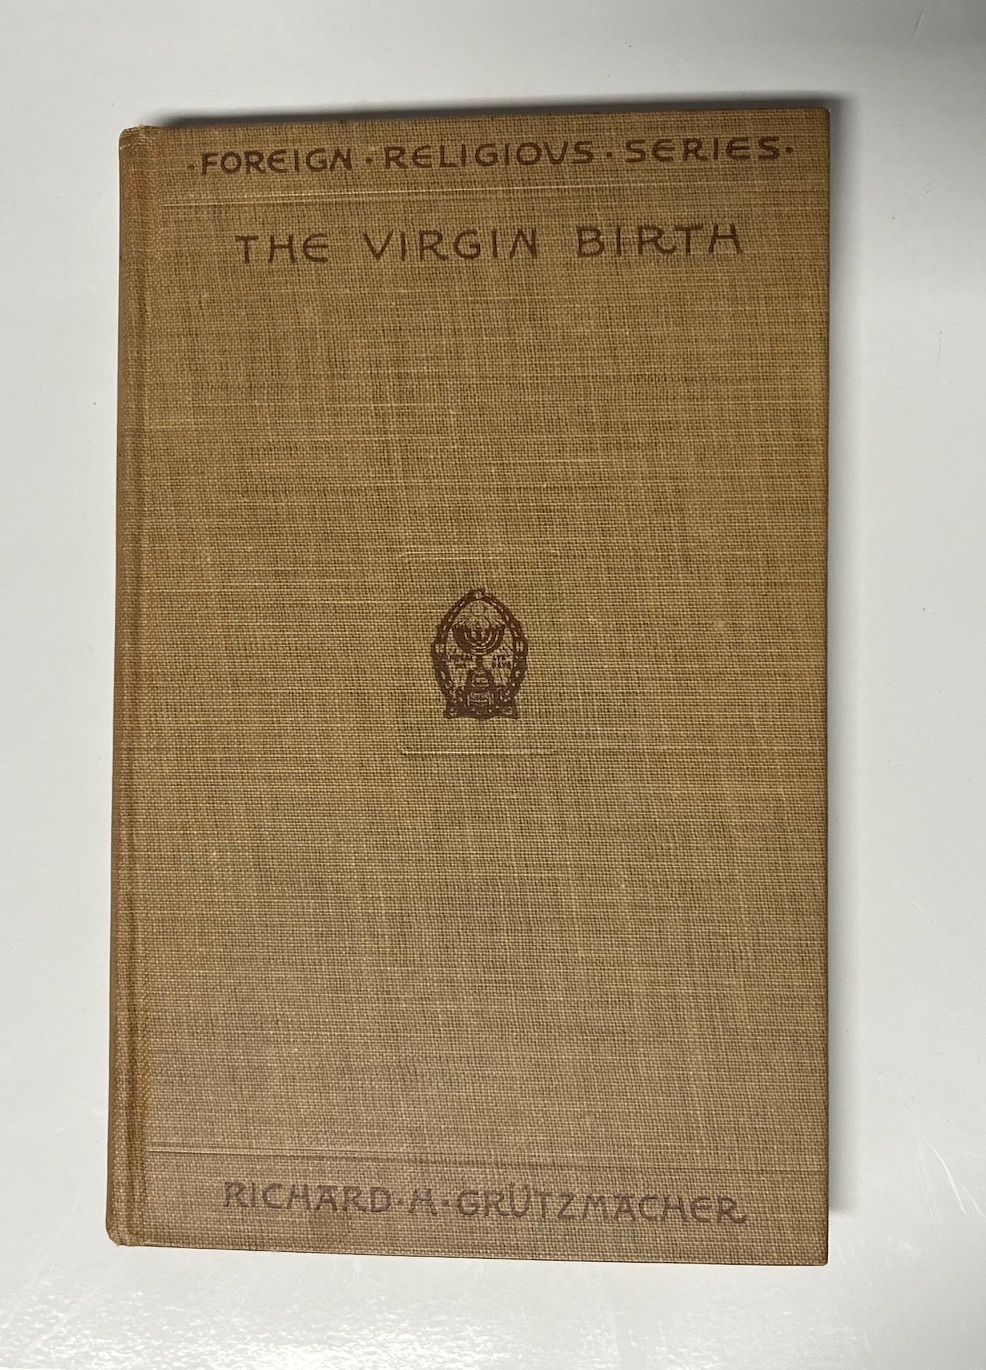 ·FOREIGN·RELIGIOUS·SERIES·
THE VIRGIN BIRTH
RICHARD·H·GRÜTZMACHER